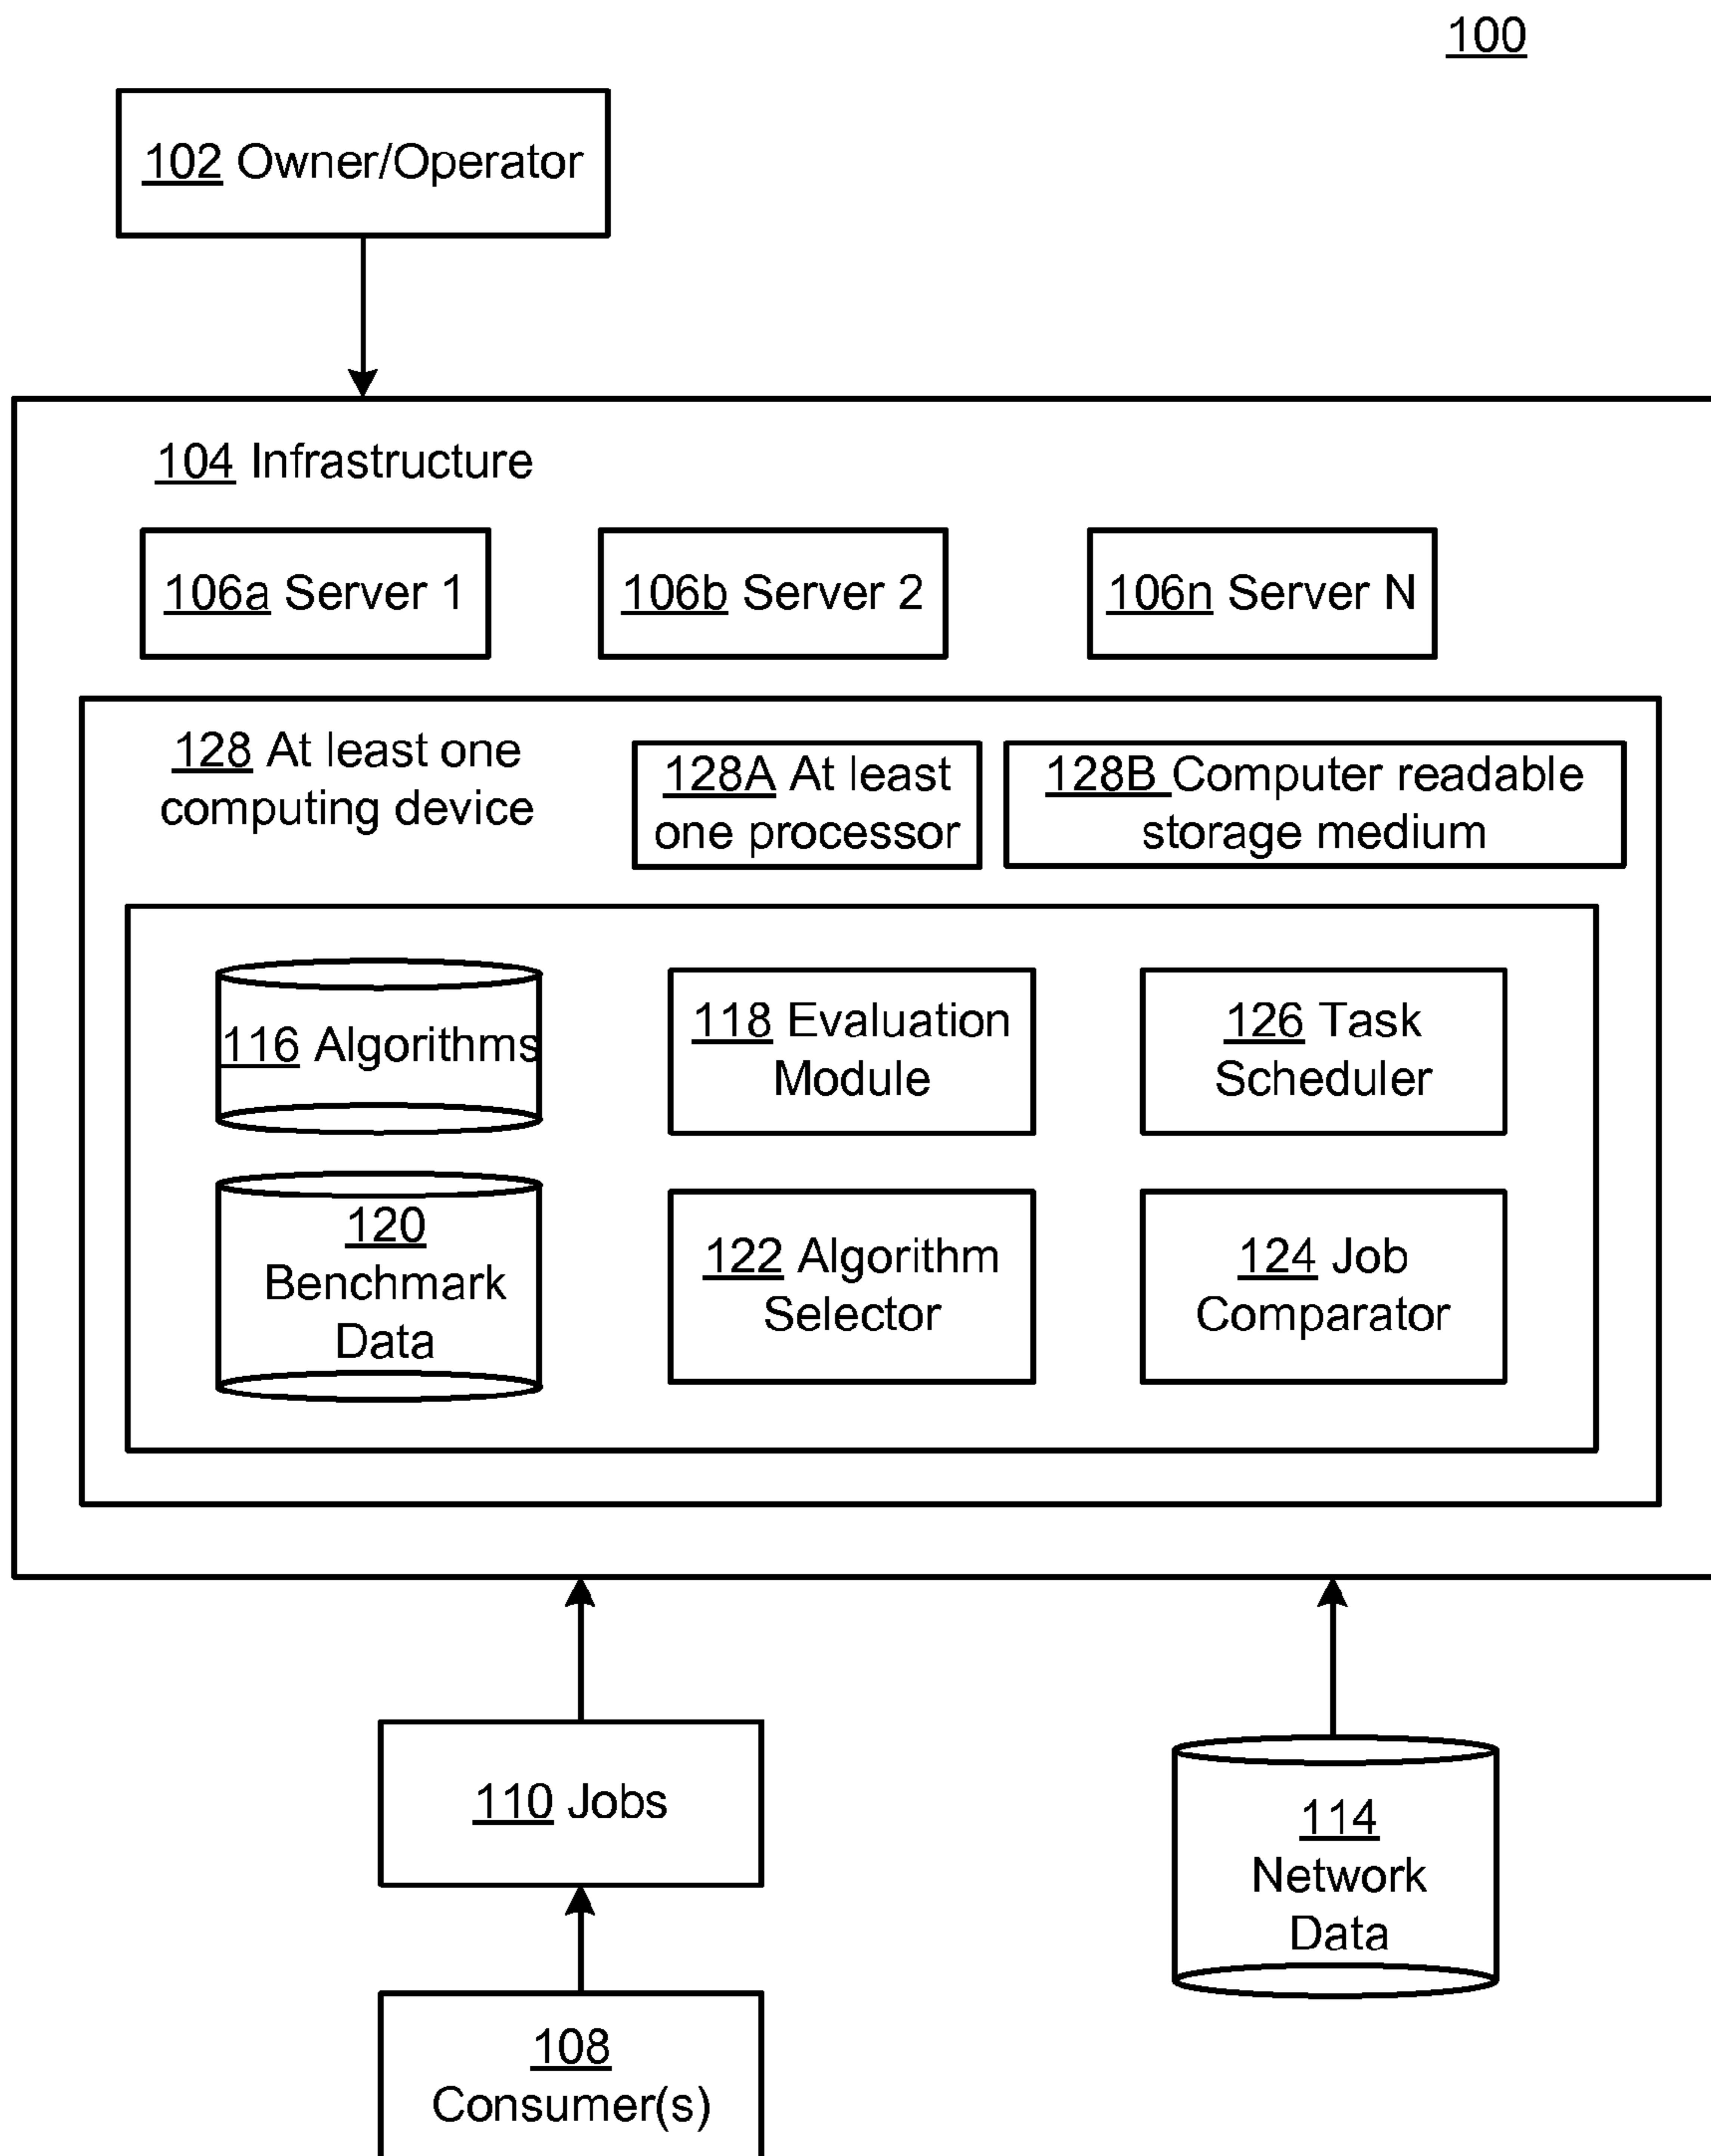 100
102 Owner/Operator
104 Infrastructure
106a Server 1
106b Server 2
106n Server N
128 At least one
computing device
128A At least
one processor
128B Computer readable
storage medium
116 Algorithms
118 Evaluation
Module
126 Task
Scheduler
120
Benchmark
Data
122 Algorithm
Selector
124 Job
Comparator
110 Jobs
114
Network
Data
108
Consumer(s)